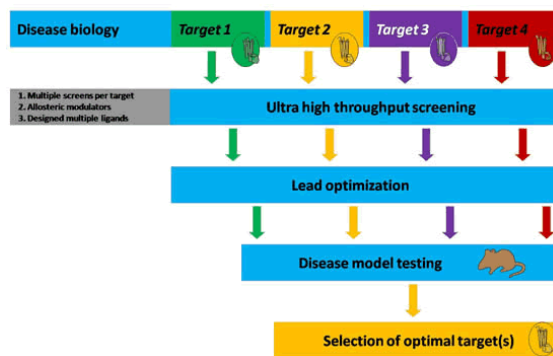 Disease biology
Target 1
Target 2
Target 3
Target 4
1. Multiple screens per target
2. Allosteric modulators
3. Designed multiple ligands
Ultra high throughput screening
Lead optimization
Disease model testing
Selection of optimal target(s)